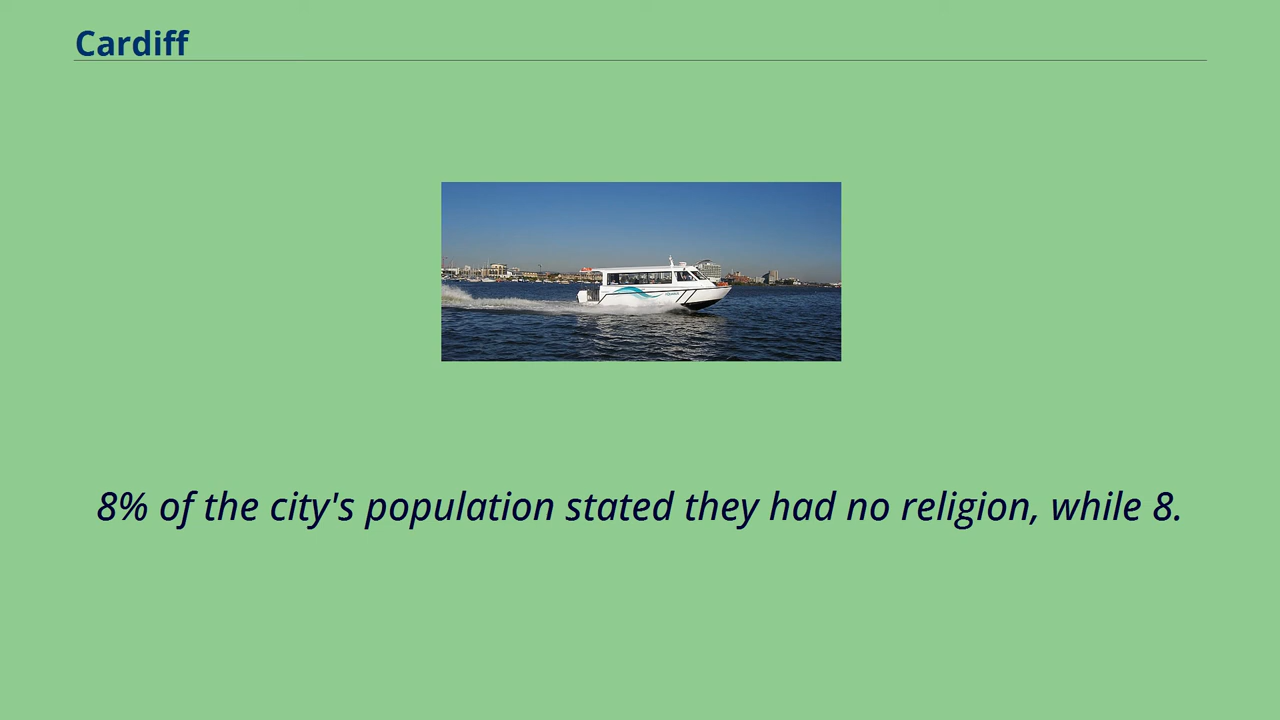 Cardiff
8% of the city's population stated they had no religion, while 8.